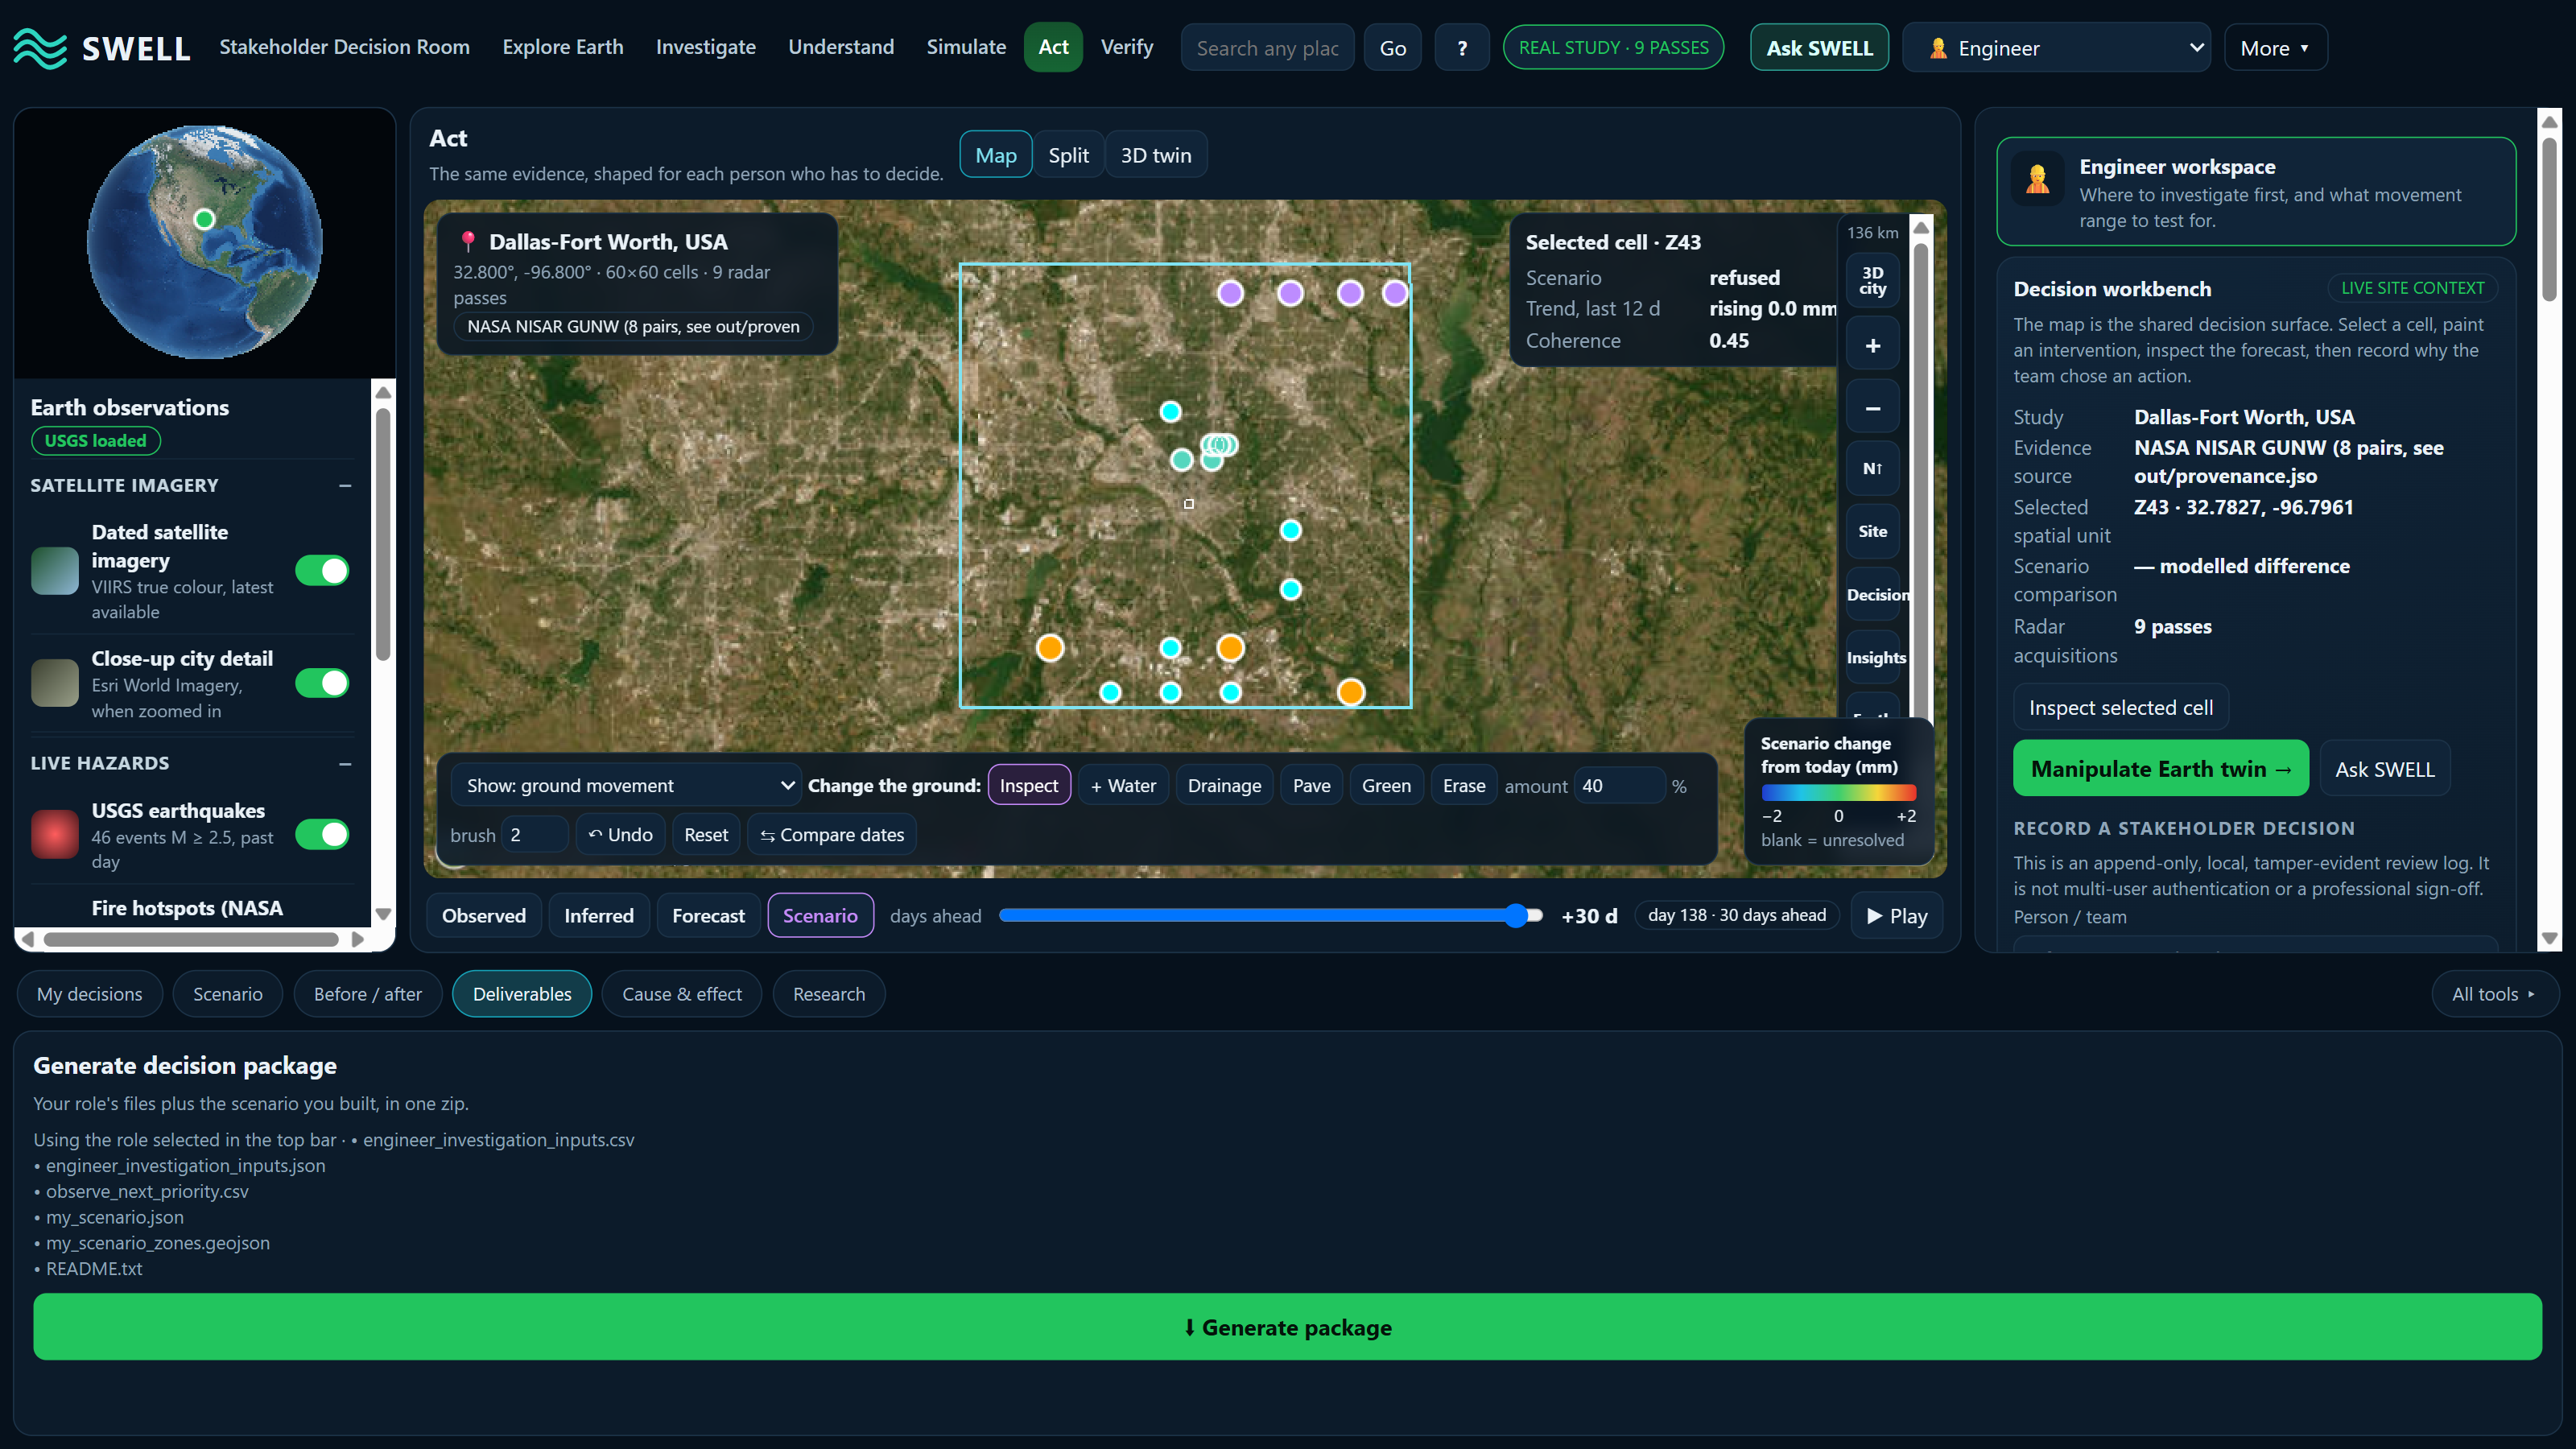 SWELL
Stakeholder Decision Room
Explore Earth
Investigate
Understand
Simulate
Act
Verify
Search any plac
Go
?
REAL STUDY · 9 PASSES
Ask SWELL
Engineer
More ▾
Earth observations
USGS loaded
SATELLITE IMAGERY –
Dated satellite
imagery
VIIRS true colour, latest
available
Close-up city detail
Esri World Imagery,
when zoomed in
LIVE HAZARDS –
USGS earthquakes
46 events M ≥ 2.5, past
day
Fire hotspots (NASA
Act
The same evidence, shaped for each person who has to decide.
Map
Split
3D twin
Dallas-Fort Worth, USA
32.800°, -96.800° · 60×60 cells · 9 radar
passes
NASA NISAR GUNW (8 pairs, see out/proven
Selected cell · Z43
Scenario refused
Trend, last 12 d rising 0.0 mm
Coherence 0.45
136 km
3D
city
+
−
N↑
Site
Decision
Insights
Scenario change
from today (mm)
−2 0 +2
blank = unresolved
Show: ground movement
Change the ground:
Inspect
+ Water
Drainage
Pave
Green
Erase
amount 40 %
brush 2
↶ Undo
Reset
⇆ Compare dates
Observed
Inferred
Forecast
Scenario
days ahead
+30 d
day 138 · 30 days ahead
▶ Play
Engineer workspace
Where to investigate first, and what movement
range to test for.
Decision workbench
LIVE SITE CONTEXT
The map is the shared decision surface. Select a cell, paint
an intervention, inspect the forecast, then record why the
team chose an action.
Study Dallas-Fort Worth, USA
Evidence NASA NISAR GUNW (8 pairs, see
source out/provenance.jso
Selected Z43 · 32.7827, -96.7961
spatial unit
Scenario — modelled difference
comparison
Radar 9 passes
acquisitions
Inspect selected cell
Manipulate Earth twin →
Ask SWELL
RECORD A STAKEHOLDER DECISION
This is an append-only, local, tamper-evident review log. It
is not multi-user authentication or a professional sign-off.
Person / team
My decisions
Scenario
Before / after
Deliverables
Cause & effect
Research
All tools ▸
Generate decision package
Your role's files plus the scenario you built, in one zip.
Using the role selected in the top bar · • engineer_investigation_inputs.csv
• engineer_investigation_inputs.json
• observe_next_priority.csv
• my_scenario.json
• my_scenario_zones.geojson
• README.txt
⬇ Generate package